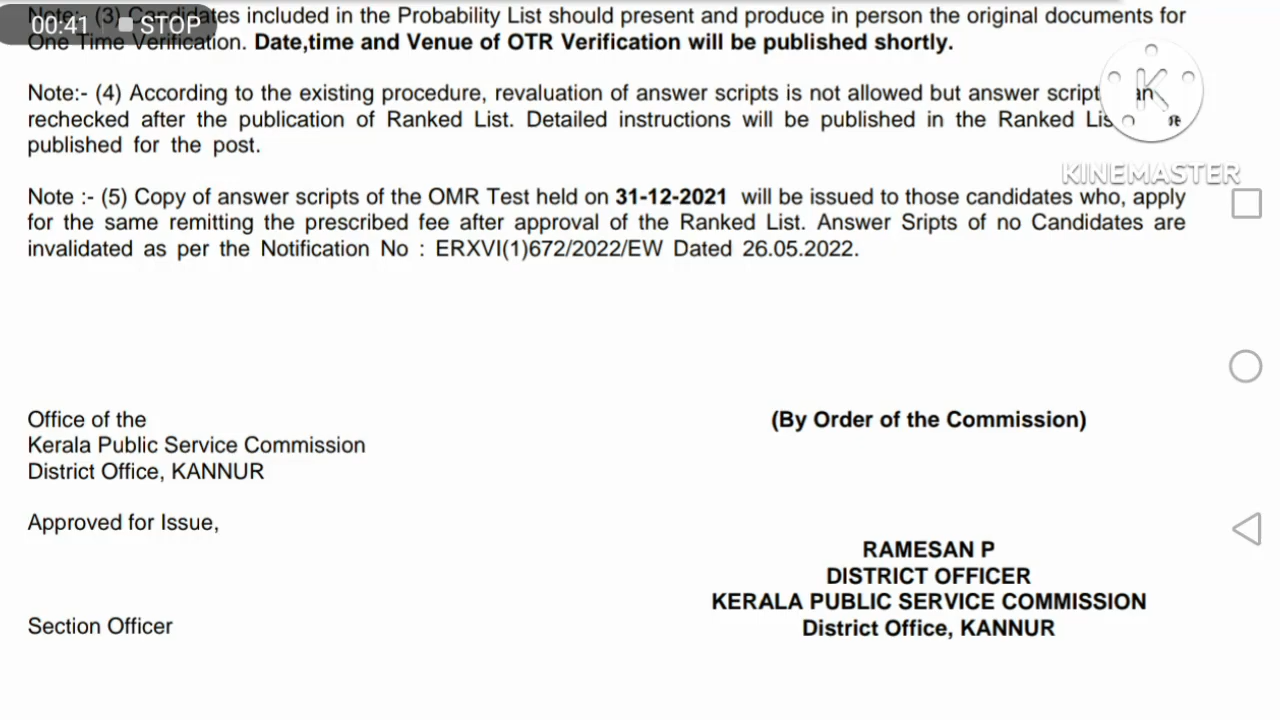 Note:- (3) Candidates included in the Probability List should present and produce in person the original documents for
00:41 STOP
One Time Verification. Date,time and Venue of OTR Verification will be published shortly.
Note:- (4) According to the existing procedure, revaluation of answer scripts is not allowed but answer script
rechecked after the publication of Ranked List. Detailed instructions will be published in the Ranked Lis
published for the post.
K
KINEMASTER
Note :- (5) Copy of answer scripts of the OMR Test held on 31-12-2021 will be issued to those candidates who, apply
for the same remitting the prescribed fee after approval of the Ranked List. Answer Sripts of no Candidates are
invalidated as per the Notification No : ERXVI(1)672/2022/EW Dated 26.05.2022.
Office of the
Kerala Public Service Commission
District Office, KANNUR
(By Order of the Commission)
Approved for Issue,
RAMESAN P
DISTRICT OFFICER
KERALA PUBLIC SERVICE COMMISSION
District Office, KANNUR
Section Officer